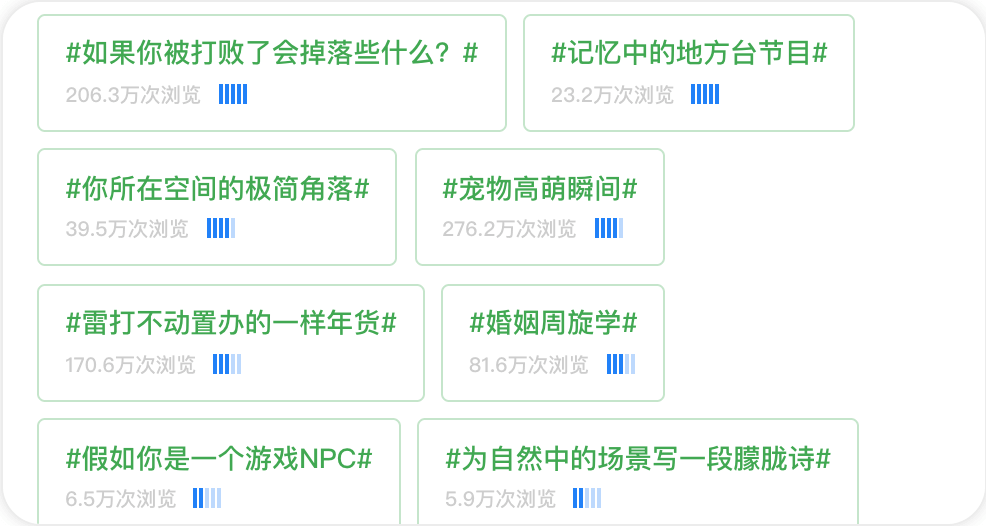 #如果你被打败了会掉落些什么？#
206.3万次浏览
#记忆中的地方台节目#
23.2万次浏览
#你所在空间的极简角落#
39.5万次浏览
#宠物高萌瞬间#
276.2万次浏览
#雷打不动置办的一样年货#
170.6万次浏览
#婚姻周旋学#
81.6万次浏览
#假如你是一个游戏NPC#
6.5万次浏览
#为自然中的场景写一段朦胧诗#
5.9万次浏览